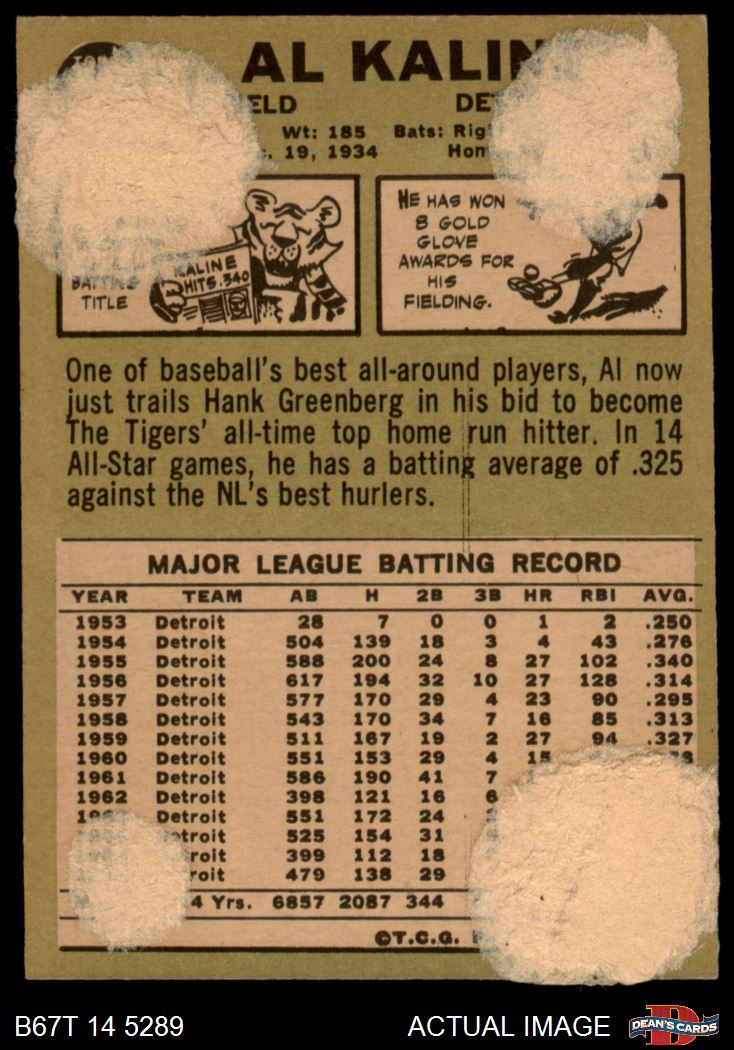 AL KALIN
ELD DET
Wt: 185 Bats: Rig
19, 1934 Hom
BATTING
TITLE
KALINE
HITS .340
HE HAS WON
8 GOLD
GLOVE
AWARDS FOR
HIS
FIELDING.
One of baseball's best all-around players, Al now
just trails Hank Greenberg in his bid to become
The Tigers' all-time top home run hitter. In 14
All-Star games, he has a batting average of .325
against the NL's best hurlers.
MAJOR LEAGUE BATTING RECORD
YEAR TEAM AB H 2B 3B HR RBI AVG.
1953 Detroit 28 7 0 0 1 2 .250
1954 Detroit 504 139 18 3 4 43 .276
1955 Detroit 588 200 24 8 27 102 .340
1956 Detroit 617 194 32 10 27 128 .314
1957 Detroit 577 170 29 4 23 90 .295
1958 Detroit 543 170 34 7 16 85 .313
1959 Detroit 511 167 19 2 27 94 .327
1960 Detroit 551 153 29 4 15
1961 Detroit 586 190 41 7
1962 Detroit 398 121 16 6
Detroit 551 172 24
troit 525 154 31
roit 399 112 18
roit 479 138 29
4 Yrs. 6857 2087 344
©T.C.G.
B67T 14 5289 ACTUAL IMAGE DEAN'S CARDS